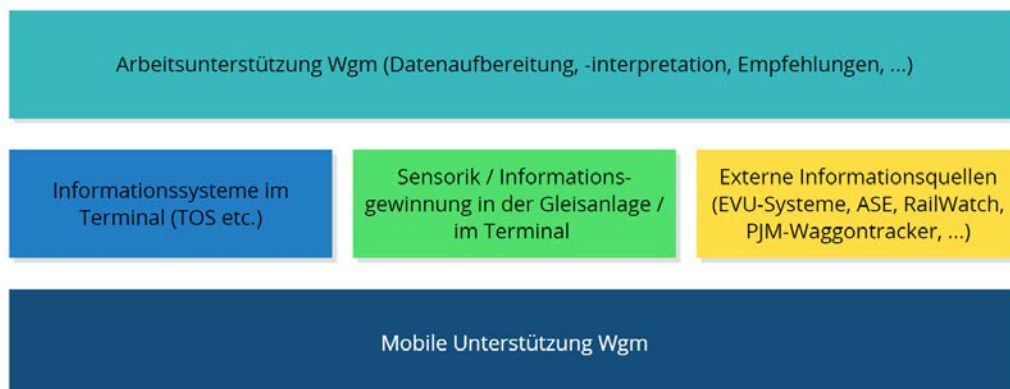 Arbeitsunterstützung Wgm (Datenaufbereitung, -interpretation, Empfehlungen, ...)
Informationssysteme im
Terminal (TOS etc.)
Sensorik / Informations-
gewinnung in der Gleisanlage /
im Terminal
Externe Informationsquellen
(EVU-Systeme, ASE, RailWatch,
PJM-Waggontracker, ...)
Mobile Unterstützung Wgm